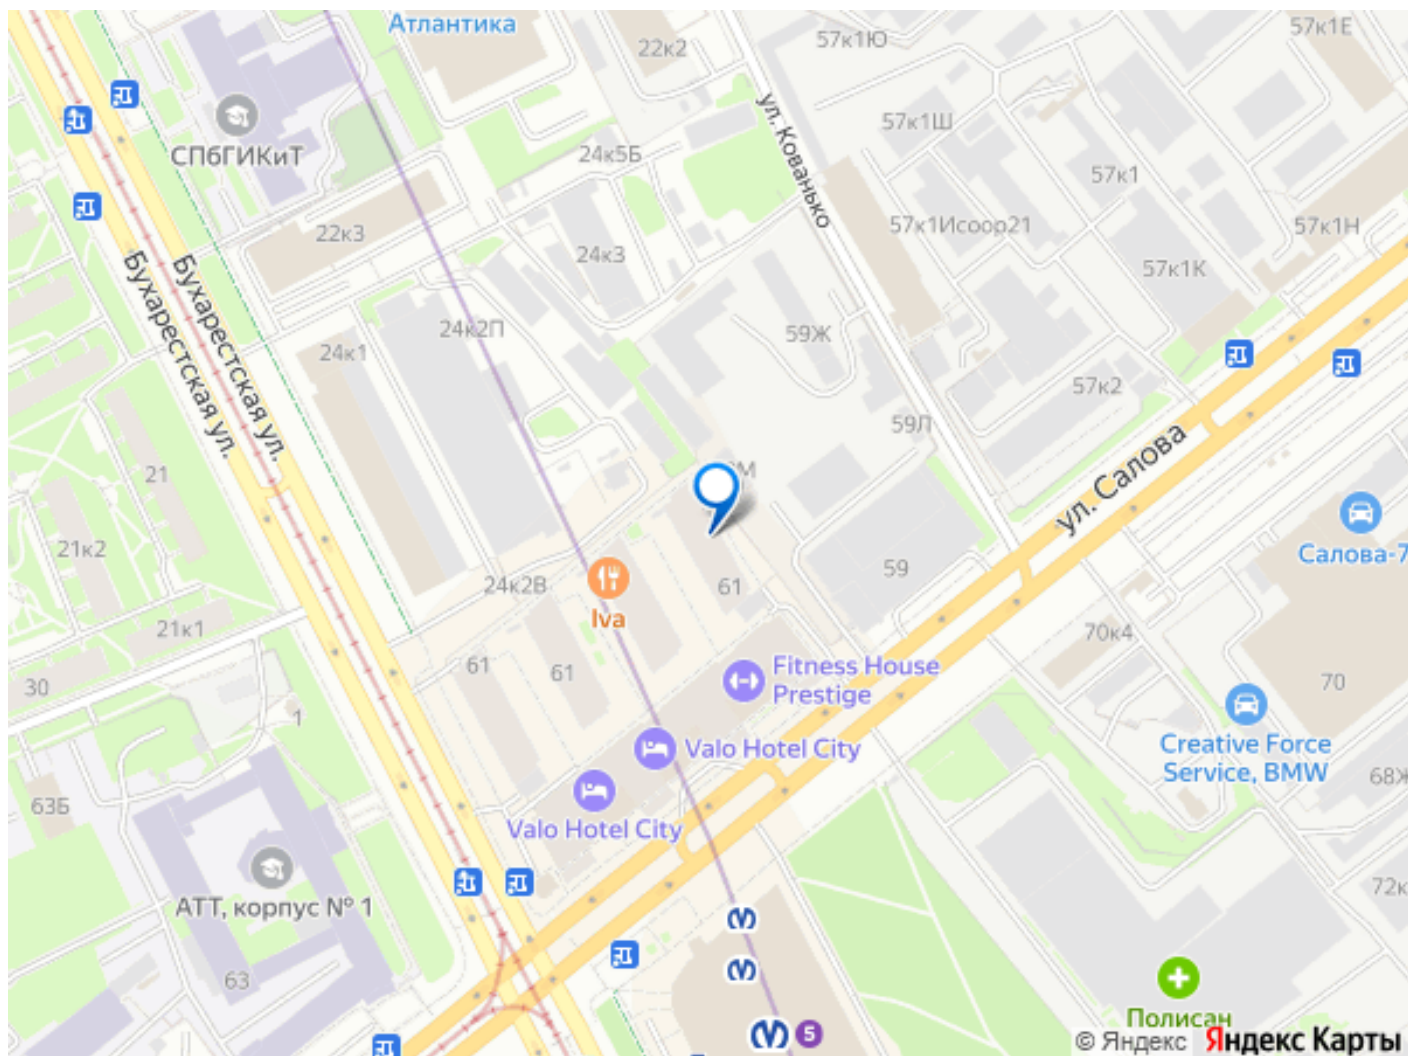 Атлантика
22к2
57к1Ю
57к1Е
СПбГИКиТ
24к5Б
ул. Кованько
57к1Ш
57к1
22к3
24к3
57к1Исоор21
57к1Н
57к1К
Бухарестская ул.
Бухарестская ул.
24к1
24к2П
59Ж
57к2
59Л
ул. Салова
21
21к2
24к2В
Iva
61
59
Салова-7
21к1
30
61
61
70к4
Fitness House
Prestige
70
1
Valo Hotel City
Creative Force
Service, BMW
68Ж
63Б
Valo Hotel City
АТТ, корпус № 1
72к
63
5
Полисан
© Яндекс Яндекс Карты